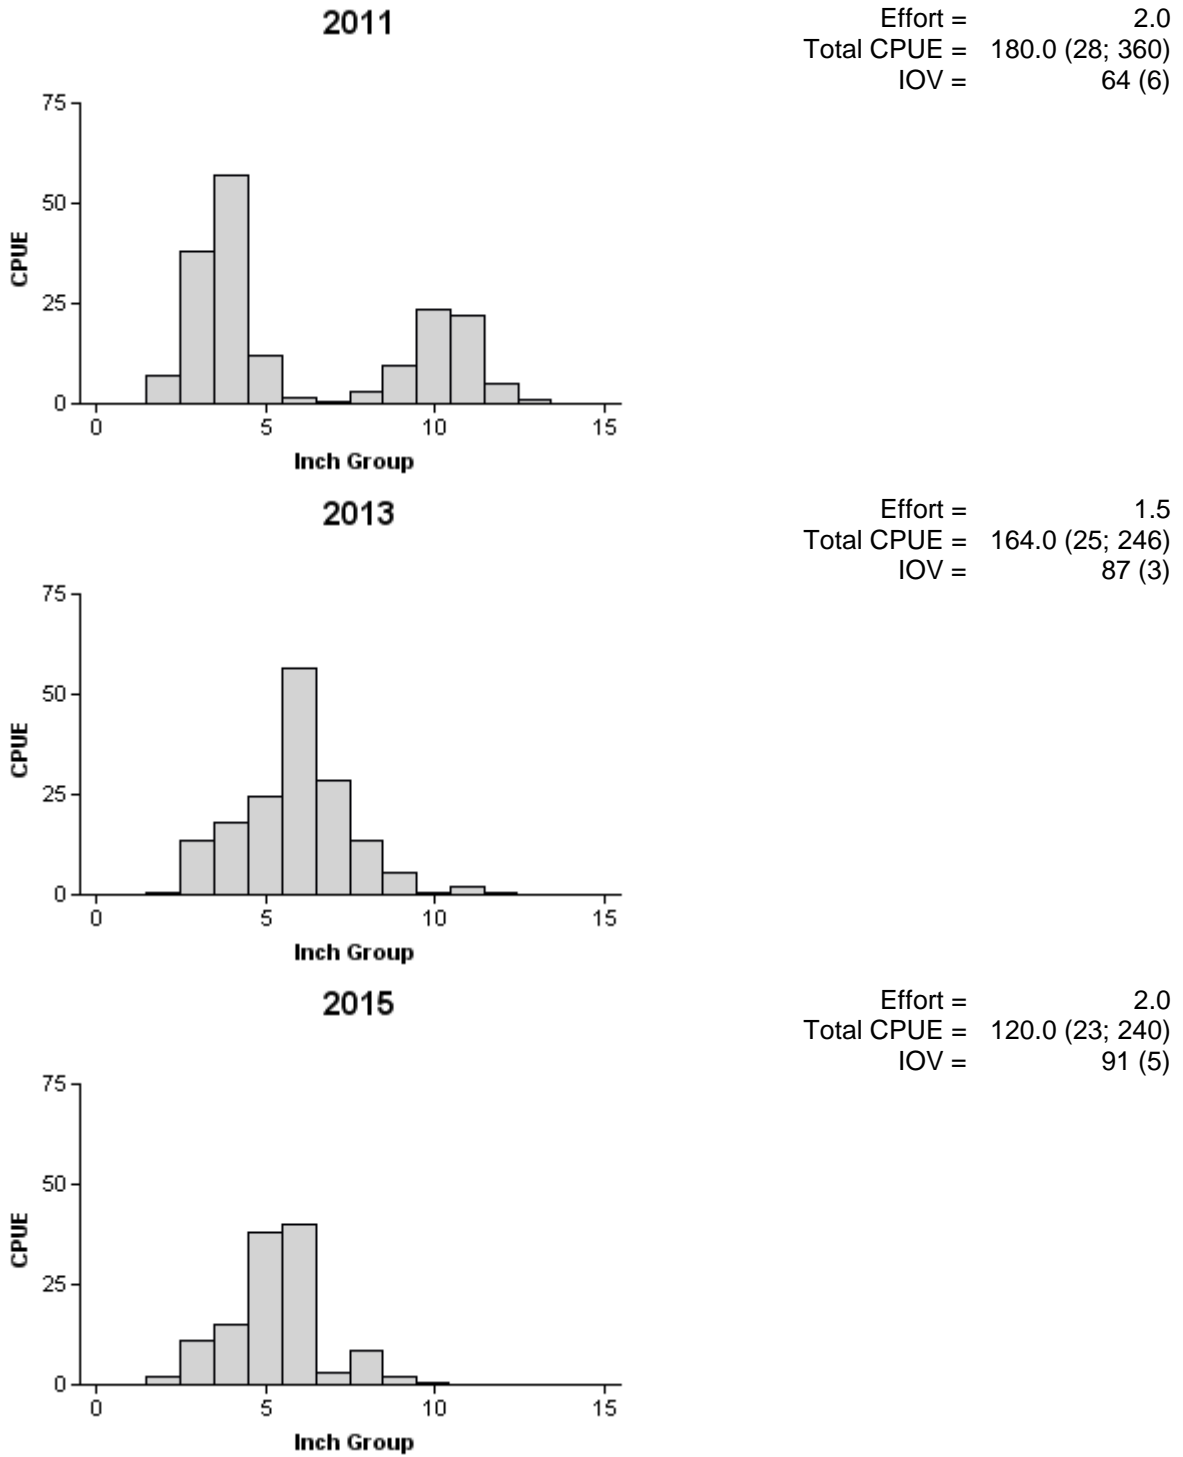 2011
Effort = 2.0
Total CPUE = 180.0 (28; 360)
IOV = 64 (6)
75
50
25
0
CPUE
0 5 10 15
Inch Group
2013
Effort = 1.5
Total CPUE = 164.0 (25; 246)
IOV = 87 (3)
75
50
25
0
CPUE
0 5 10 15
Inch Group
2015
Effort = 2.0
Total CPUE = 120.0 (23; 240)
IOV = 91 (5)
75
50
25
0
CPUE
0 5 10 15
Inch Group